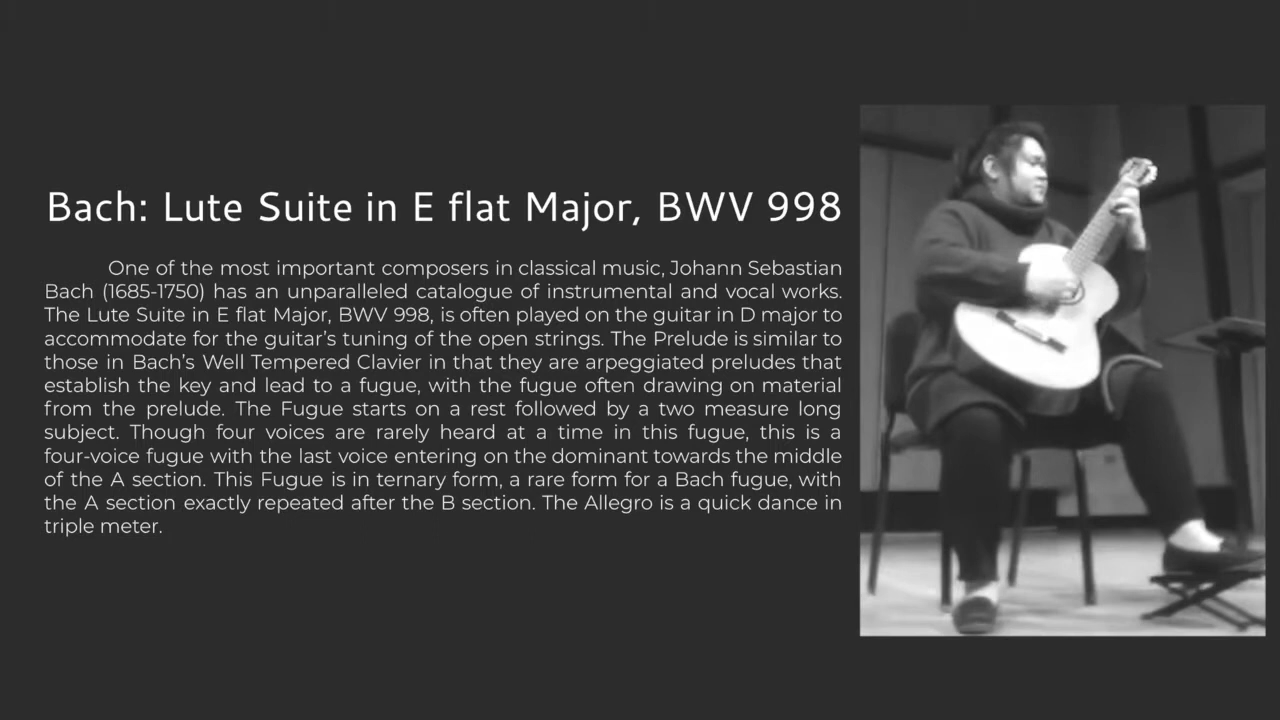 Bach: Lute Suite in E flat Major, BWV 998
One of the most important composers in classical music, Johann Sebastian
Bach (1685-1750) has an unparalleled catalogue of instrumental and vocal works.
The Lute Suite in E flat Major, BWV 998, is often played on the guitar in D major to
accommodate for the guitar’s tuning of the open strings. The Prelude is similar to
those in Bach’s Well Tempered Clavier in that they are arpeggiated preludes that
establish the key and lead to a fugue, with the fugue often drawing on material
from the prelude. The Fugue starts on a rest followed by a two measure long
subject. Though four voices are rarely heard at a time in this fugue, this is a
four-voice fugue with the last voice entering on the dominant towards the middle
of the A section. This Fugue is in ternary form, a rare form for a Bach fugue, with
the A section exactly repeated after the B section. The Allegro is a quick dance in
triple meter.